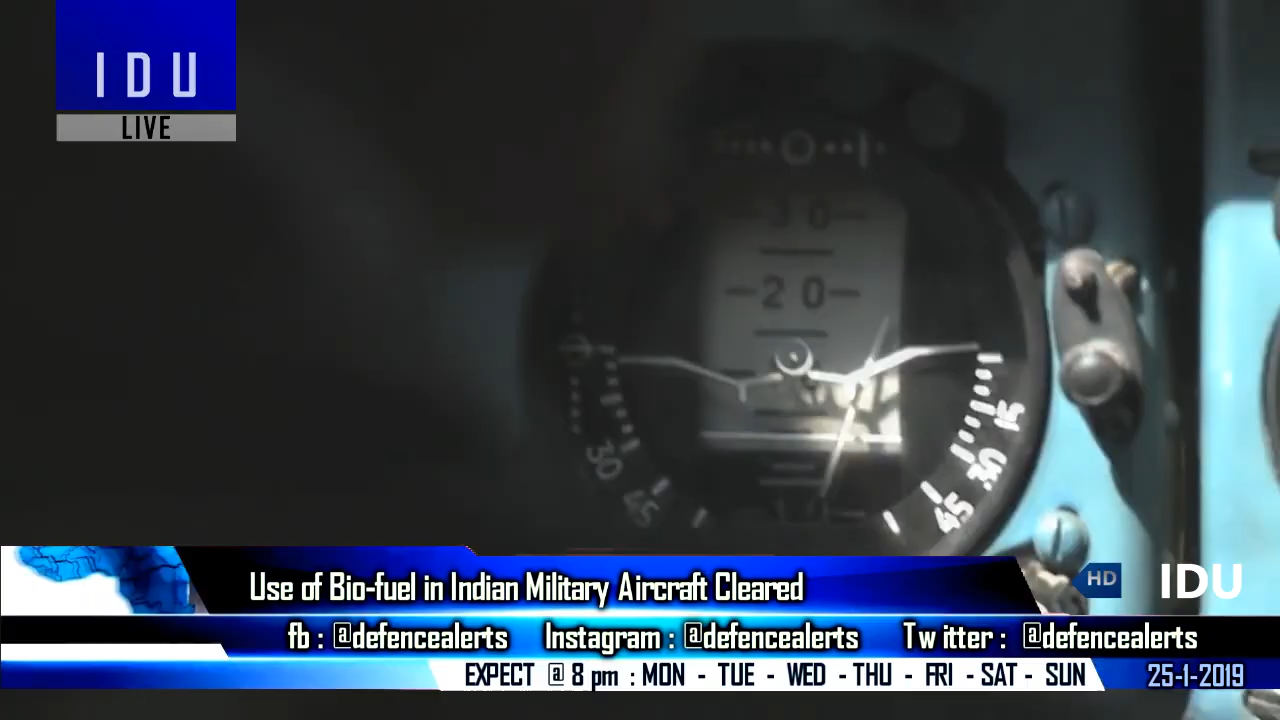 IDU
LIVE
30
20
30
45
15
30
45
Use of Bio-fuel in Indian Military Aircraft Cleared
HD
IDU
fb : @defencealerts Instagram : @defencealerts Twitter : @defencealerts
EXPECT @ 8 pm : MON - TUE - WED - THU - FRI - SAT - SUN
25-1-2019